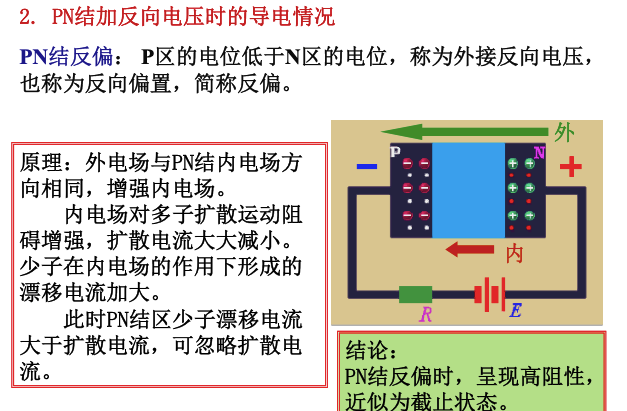 2. PN结加反向电压时的导电情况
PN结反偏： P区的电位低于N区的电位，称为外接反向电压，
也称为反向偏置，简称反偏。
原理：外电场与PN结内电场方
向相同，增强内电场。
内电场对多子扩散运动阻
碍增强，扩散电流大大减小。
少子在内电场的作用下形成的
漂移电流加大。
此时PN结区少子漂移电流
大于扩散电流，可忽略扩散电
流。
外
P
N
－
+
内
R
E
结论：
PN结反偏时，呈现高阻性，
近似为截止状态。